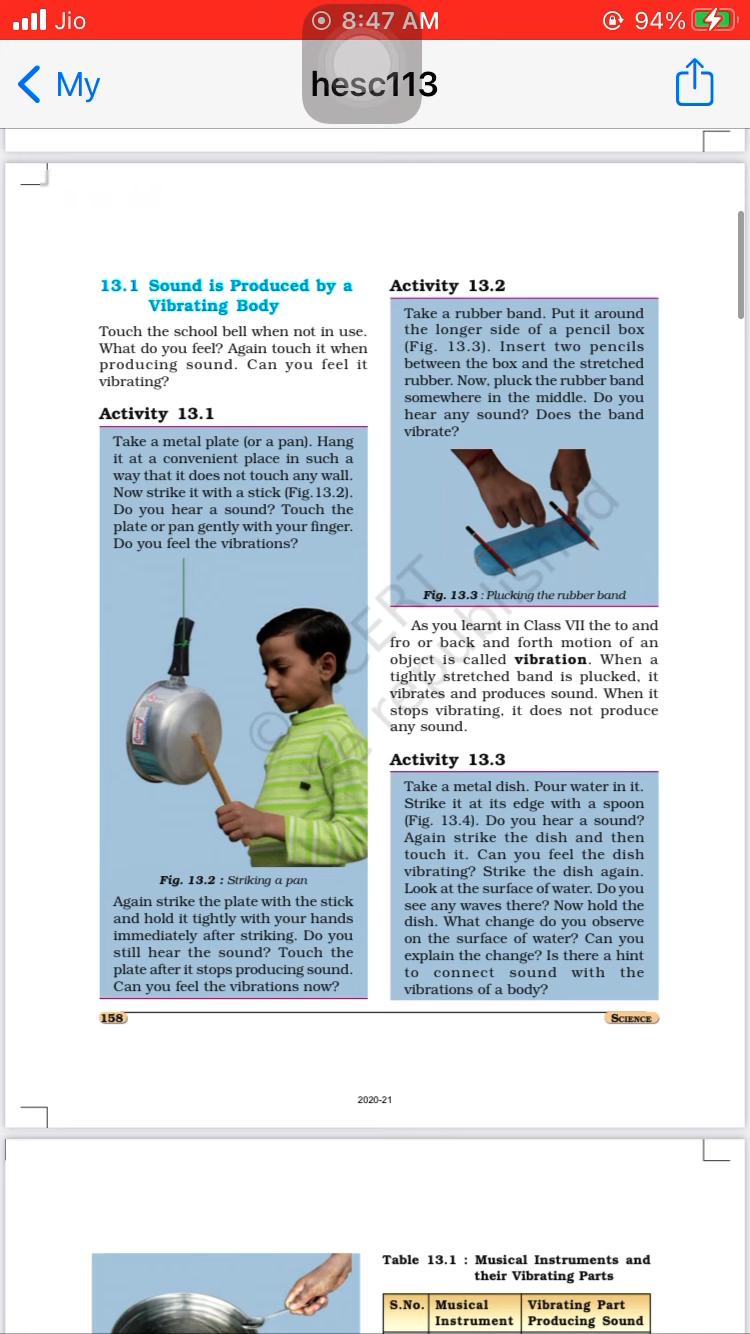 Jio
8:47 AM
94%
My
hesc113
13.1 Sound is Produced by a
Vibrating Body
Touch the school bell when not in use.
What do you feel? Again touch it when
producing sound. Can you feel it
vibrating?
Activity 13.1
Take a metal plate (or a pan). Hang
it at a convenient place in such a
way that it does not touch any wall.
Now strike it with a stick (Fig.13.2).
Do you hear a sound? Touch the
plate or pan gently with your finger.
Do you feel the vibrations?
Fig. 13.2 : Striking a pan
Again strike the plate with the stick
and hold it tightly with your hands
immediately after striking. Do you
still hear the sound? Touch the
plate after it stops producing sound.
Can you feel the vibrations now?
Activity 13.2
Take a rubber band. Put it around
the longer side of a pencil box
(Fig. 13.3). Insert two pencils
between the box and the stretched
rubber. Now, pluck the rubber band
somewhere in the middle. Do you
hear any sound? Does the band
vibrate?
Fig. 13.3 : Plucking the rubber band
As you learnt in Class VII the to and
fro or back and forth motion of an
object is called vibration. When a
tightly stretched band is plucked, it
vibrates and produces sound. When it
stops vibrating, it does not produce
any sound.
Activity 13.3
Take a metal dish. Pour water in it.
Strike it at its edge with a spoon
(Fig. 13.4). Do you hear a sound?
Again strike the dish and then
touch it. Can you feel the dish
vibrating? Strike the dish again.
Look at the surface of water. Do you
see any waves there? Now hold the
dish. What change do you observe
on the surface of water? Can you
explain the change? Is there a hint
to connect sound with the
vibrations of a body?
158
SCIENCE
2020-21
Table 13.1 : Musical Instruments and
their Vibrating Parts
S.No. Musical Instrument Vibrating Part Producing Sound